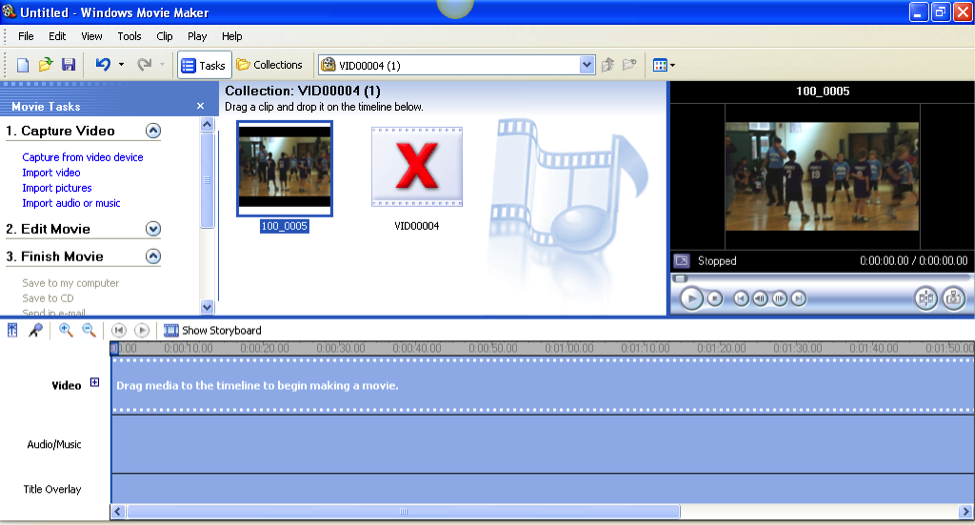 Untitled - Windows Movie Maker
File Edit View Tools Clip Play Help
Tasks Collections VID00004 (1)
Movie Tasks
1. Capture Video
Capture from video device
Import video
Import pictures
Import audio or music
2. Edit Movie
3. Finish Movie
Save to my computer
Save to CD
Send in e-mail
Collection: VID00004 (1)
Drag a clip and drop it on the timeline below.
100_0005
VID00004
100_0005
Stopped 0:00:00.00 / 0:00:00.00
Show Storyboard
0:00:10.00 0:00:20.00 0:00:30.00 0:00:40.00 0:00:50.00 0:01:00.00 0:01:10.00 0:01:20.00 0:01:30.00 0:01:40.00 0:01:50.00
Video
Drag media to the timeline to begin making a movie.
Audio/Music
Title Overlay